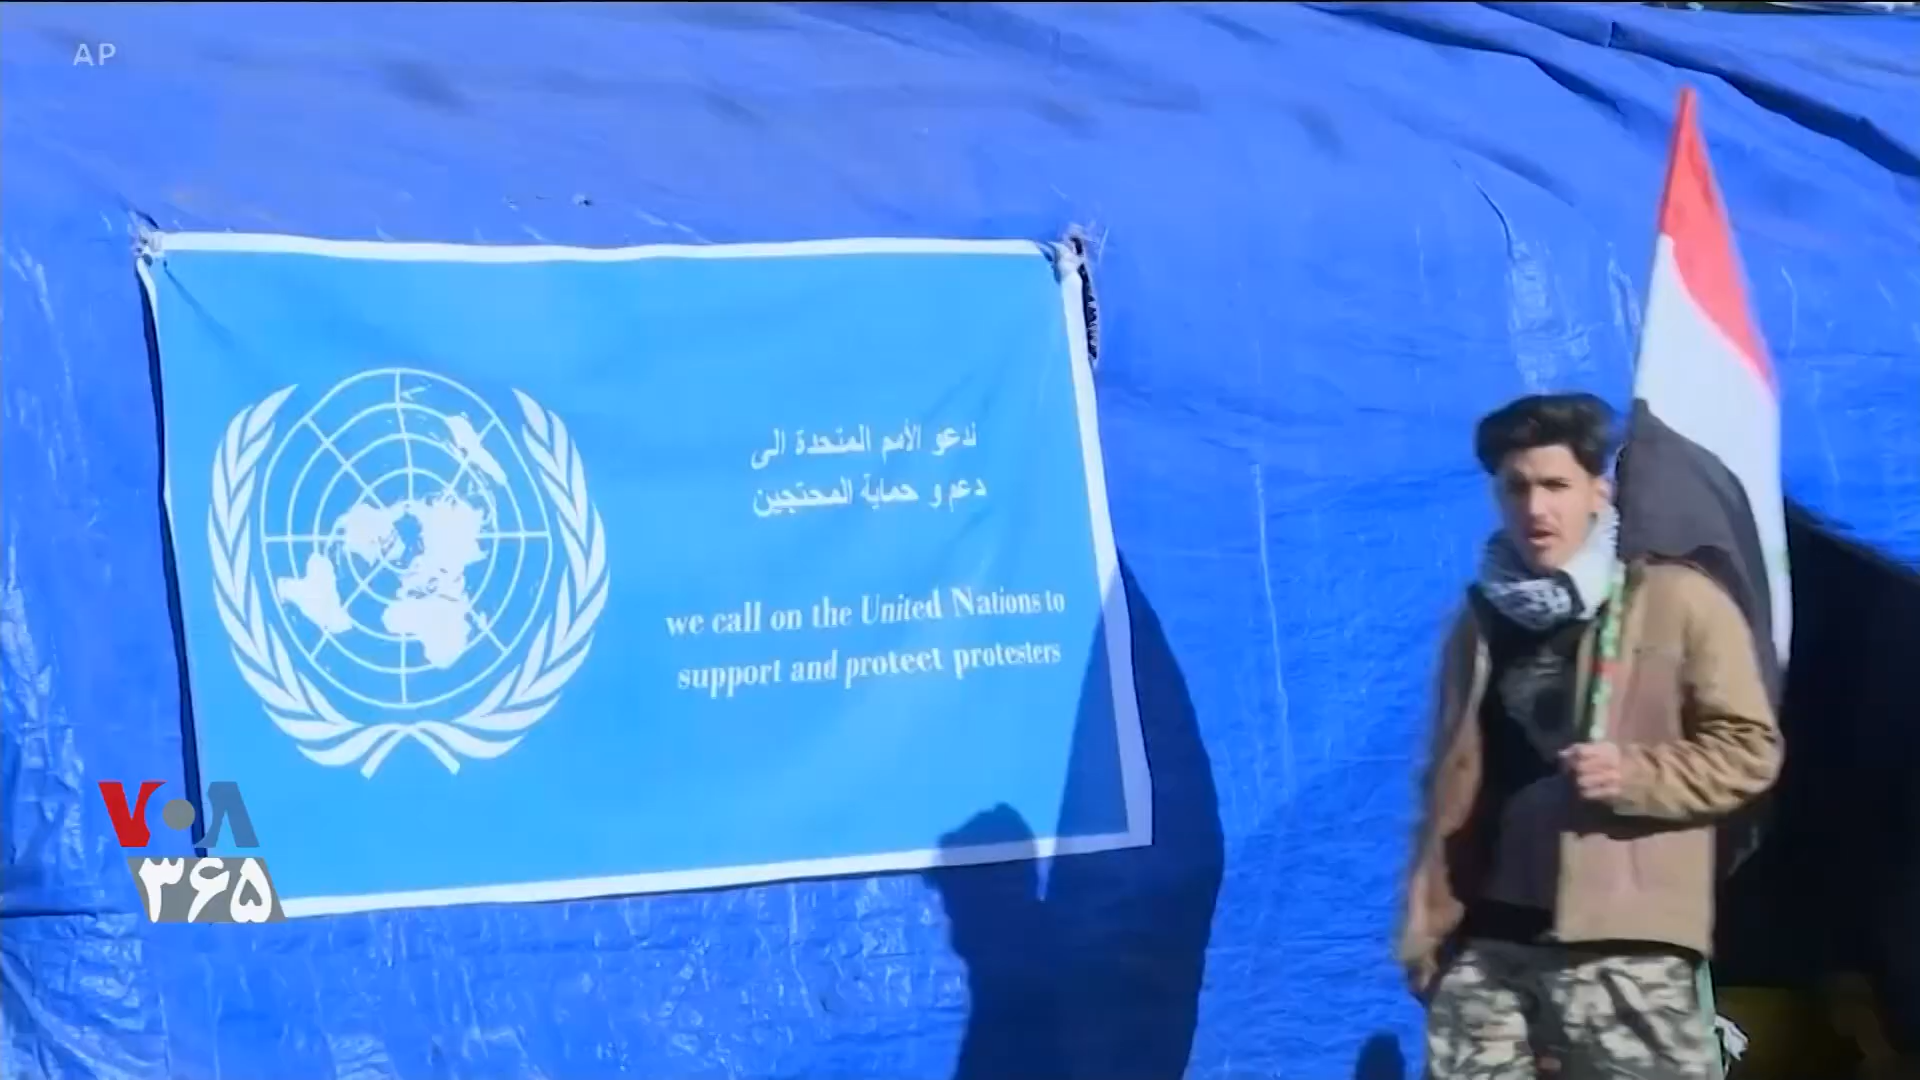 AP
ندعو الأمم المتحدة الى
دعم و حماية المحتجين
we call on the United Nations to
support and protect protesters
VOA
۳۶۵